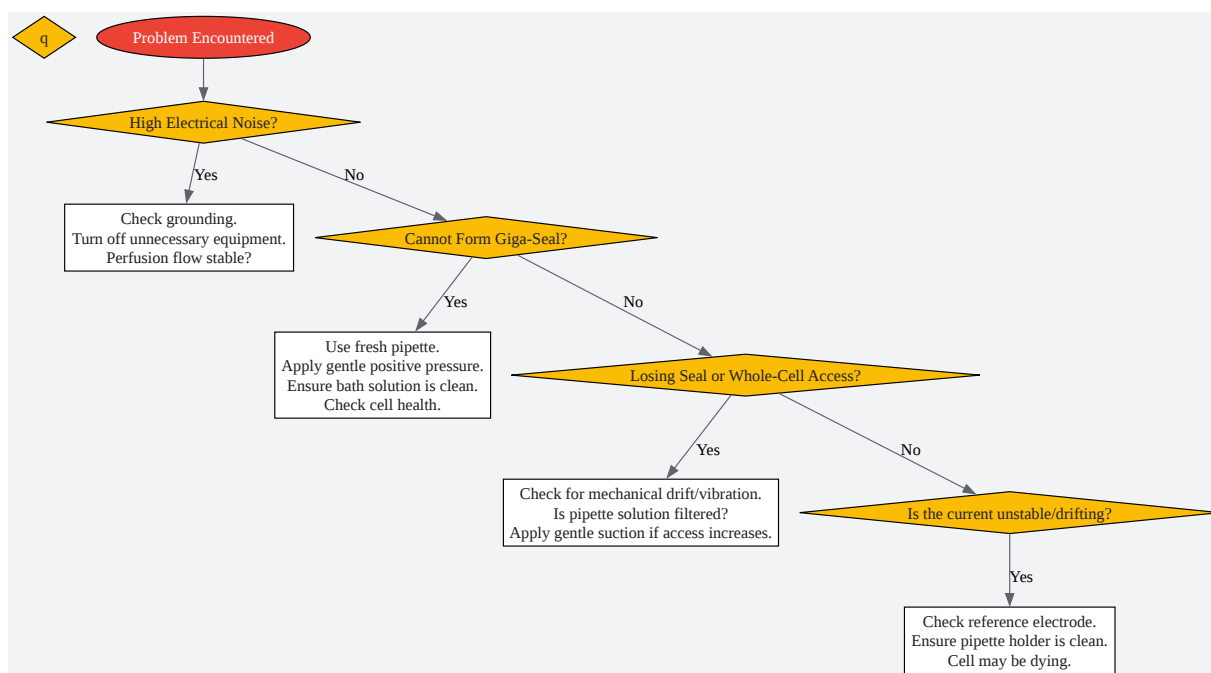 q
Problem Encountered
High Electrical Noise?
Yes
No
Check grounding.
Turn off unnecessary equipment.
Perfusion flow stable?
Cannot Form Giga-Seal?
Yes
No
Use fresh pipette.
Apply gentle positive pressure.
Ensure bath solution is clean.
Check cell health.
Losing Seal or Whole-Cell Access?
Yes
No
Check for mechanical drift/vibration.
Is pipette solution filtered?
Apply gentle suction if access increases.
Is the current unstable/drifting?
Yes
Check reference electrode.
Ensure pipette holder is clean.
Cell may be dying.